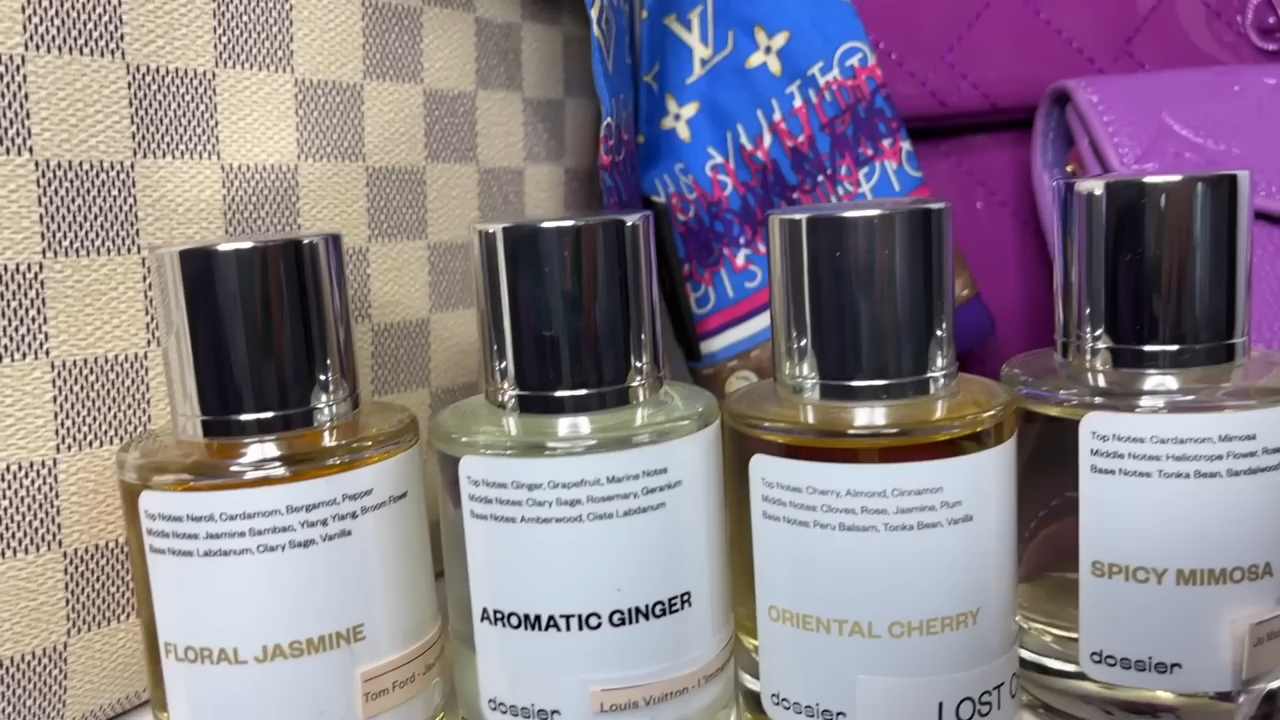 LV
Top Notes: Neroli, Cardamom, Bergamot, Pepper
Middle Notes: Jasmine Sambao, Ylang Ylang, Broom Flower
Base Notes: Labdanum, Clary Sage, Vanilla
FLORAL JASMINE
Tom Ford -
Top Notes: Ginger, Grapefruit, Marine Notes
Middle Notes: Clary Sage, Rosemary, Geranium
Base Notes: Amberwood, Ciste Labdanum
AROMATIC GINGER
dossier
Louis Vuitton -
Top Notes: Cherry, Almond, Cinnamon
Middle Notes: Cloves, Rose, Jasmine, Plum
Base Notes: Peru Balsam, Tonka Bean, Vanilla
ORIENTAL CHERRY
dossier
LOST
Top Notes: Cardamom, Mimosa
Middle Notes: Heliotrope Flower,
Base Notes: Tonka Bean, Sandalwood
SPICY MIMOSA
dossier